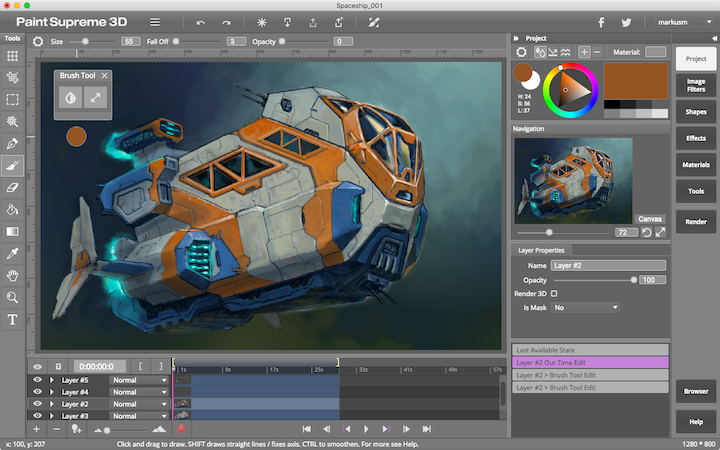 Spaceship_001
Paint Supreme 3D
markusm
Tools
Size 55 Fall Off 3 Opacity 0
Brush Tool
Project
Material:
H: 24
S: 56
L: 37
Navigation
Canvas
72
Layer Properties
Name Layer #2
Opacity 100
Render 3D
Is Mask No
Last Available State
Layer #2 Out Time Edit
Layer #2 > Brush Tool Edit
Layer #2 > Brush Tool Edit
Project
Image
Filters
Shapes
Effects
Materials
Tools
Render
Browser
Help
0:00:00:0 [ ] 1s 9s 17s 25s 33s 41s 49s 57s
Layer #5 Normal
Layer #4 Normal
Layer #2 Normal
Layer #3 Normal
x: 100, y: 207
Click and drag to draw. SHIFT draws straight lines / fixes axis. CTRL to smoothen. For more see Help.
1280 * 800